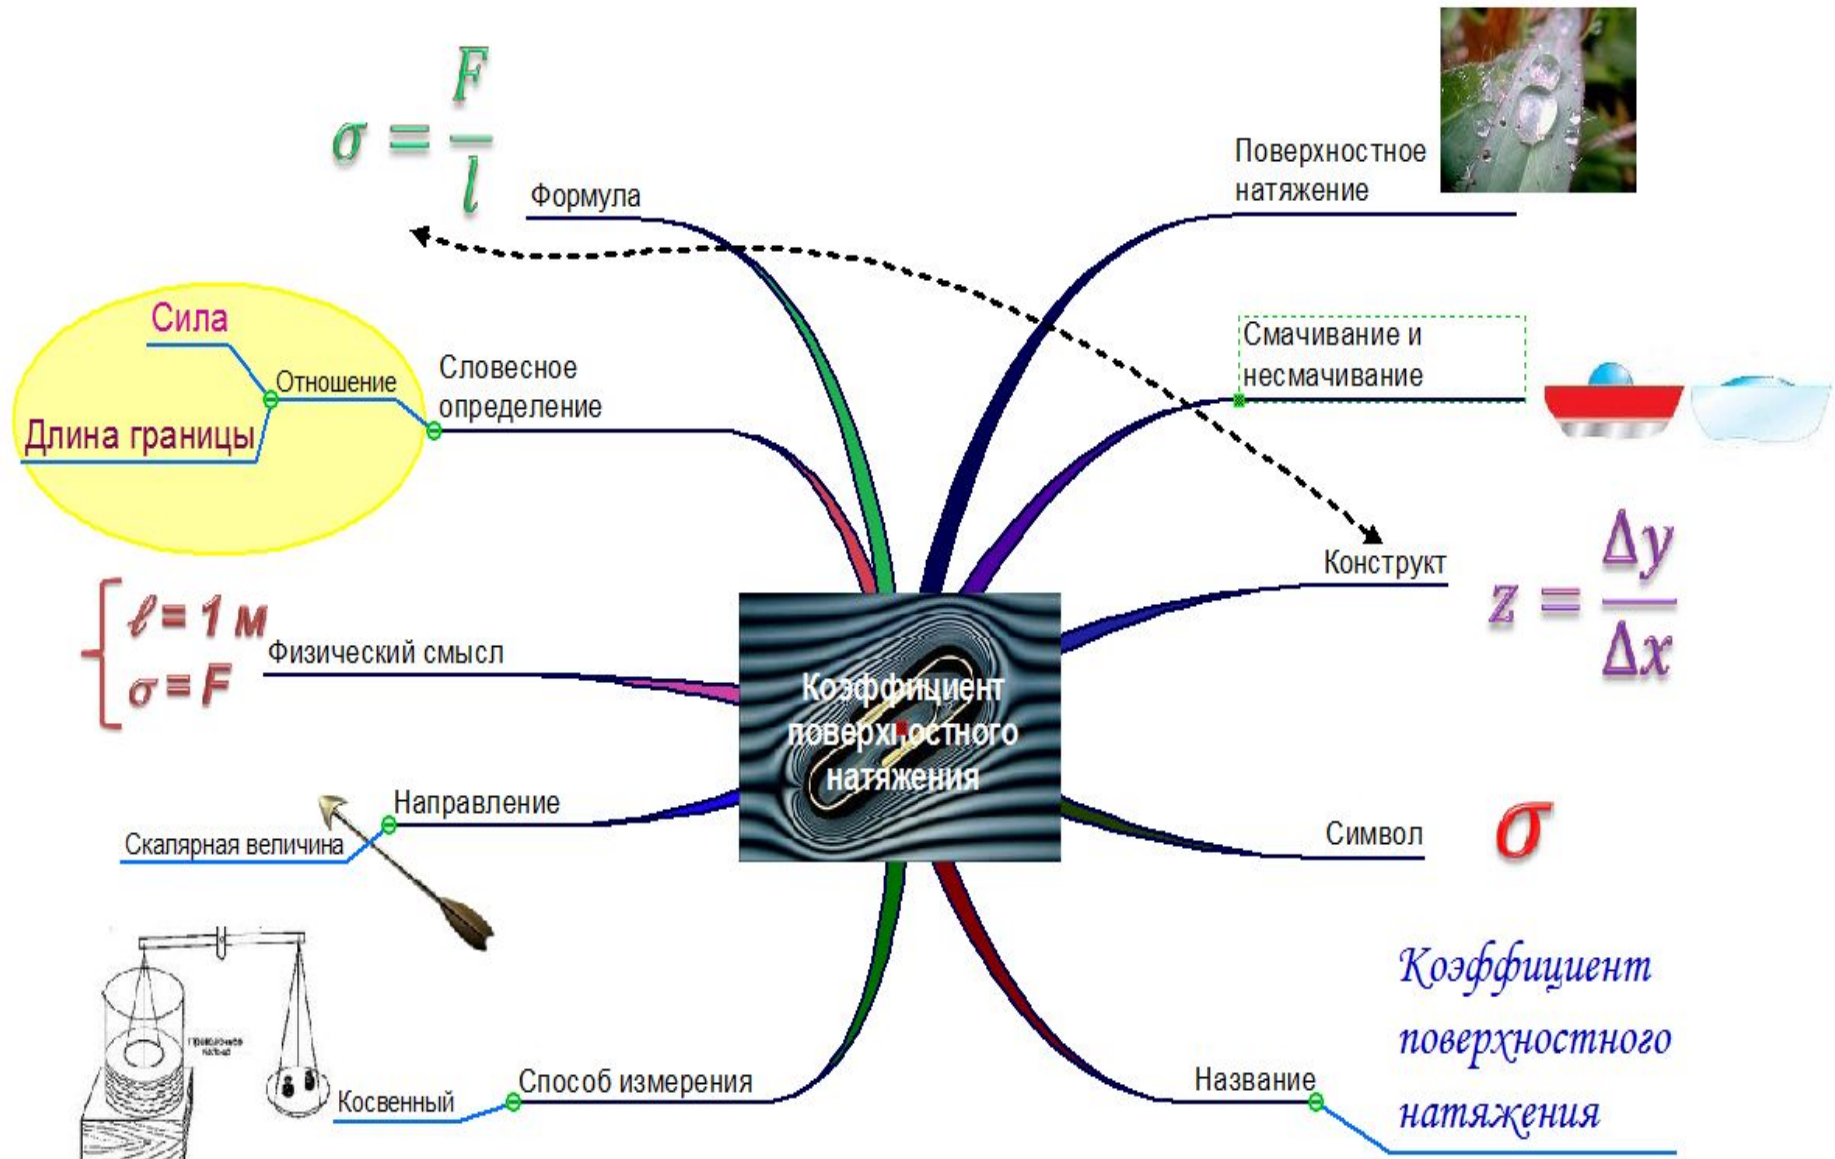 σ = F/l
Формула
Поверхностное
натяжение
Сила
Отношение
Длина границы
Словесное
определение
Смачивание и
несмачивание
Конструкт
z = Δy/Δx
ℓ = 1 м
σ = F
Физический смысл
Коэффициент
поверхностного
натяжения
Направление
Скалярная величина
Символ
σ
Способ измерения
Косвенный
Название
Коэффициент
поверхностного
натяжения